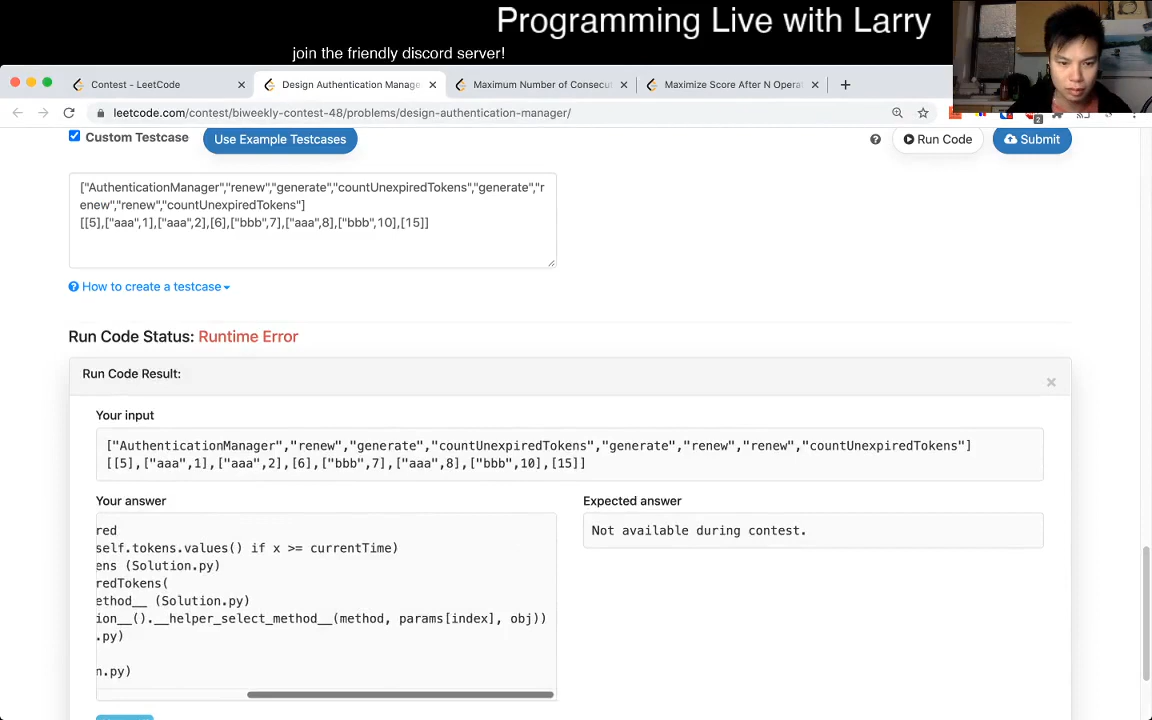 Programming Live with Larry
join the friendly discord server!
Contest - LeetCode
Design Authentication Manage
Maximum Number of Consecut
Maximize Score After N Operat
leetcode.com/contest/biweekly-contest-48/problems/design-authentication-manager/
Custom Testcase
Use Example Testcases
Run Code
Submit
["AuthenticationManager","renew","generate","countUnexpiredTokens","generate","r
enew","renew","countUnexpiredTokens"]
[[5],["aaa",1],["aaa",2],[6],["bbb",7],["aaa",8],["bbb",10],[15]]
How to create a testcase
Run Code Status: Runtime Error
Run Code Result:
Your input
["AuthenticationManager","renew","generate","countUnexpiredTokens","generate","renew","renew","countUnexpiredTokens"]
[[5],["aaa",1],["aaa",2],[6],["bbb",7],["aaa",8],["bbb",10],[15]]
Your answer
Expected answer
red
self.tokens.values() if x >= currentTime)
ens (Solution.py)
redTokens(
ethod__ (Solution.py)
ion__().__helper_select_method__(method, params[index], obj))
.py)
n.py)
Not available during contest.